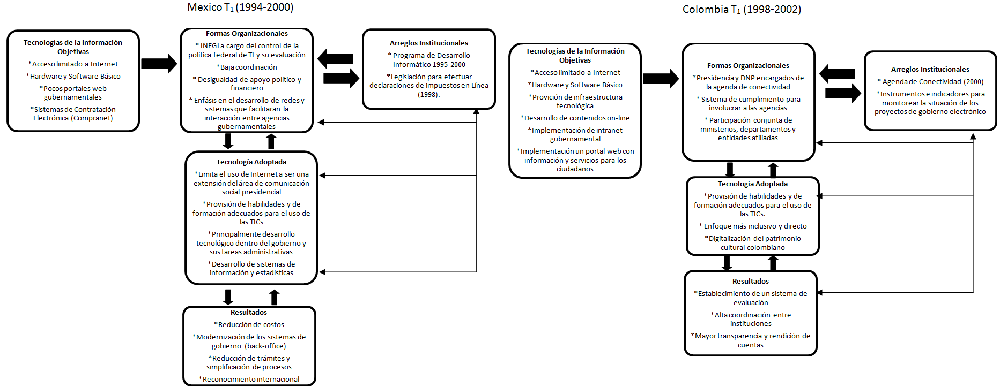 Mexico T1 (1994-2000)
Tecnologías de la Información
Objetivas
*Acceso limitado a Internet
*Hardware y Software Básico
*Pocos portales web
gubernamentales
*Sistemas de Contratación
Electrónica (Compranet)
Formas Organizacionales
* INEGI a cargo del control de la
política federal de TI y su evaluación
*Baja coordinación
* Desigualdad de apoyo político y
financiero
* Enfásis en el desarrollo de redes y
sistemas que facilitaran la
interacción entre agencias
gubernamentales
Arreglos Institucionales
* Programa de Desarrollo
Informático 1995-2000
*Legislación para efectuar
declaraciones de impuestos en Línea
(1998).
Tecnología Adoptada
*Limita el uso de Internet a ser una
extensión del área de comunicación
social presidencial
*Provisión de habilidades y de
formación adecuados para el uso de
las TICs
*Principalmente desarrollo
tecnológico dentro del gobierno y
sus tareas administrativas
*Desarrollo de sistemas de
información y estadísticas
Resultados
*Reducción de costos
*Modernización de los sistemas de
gobierno (back-office)
*Reducción de trámites y
simplificación de procesos
*Reconocimiento internacional
Colombia T1 (1998-2002)
Tecnologías de la Información
Objetivas
*Acceso limitado a Internet
*Hardware y Software Básico
*Provición de infraestructura
tecnológica
*Desarrollo de contenidos on-line
*Implementación de intranet
gubernamental
*Implementación un portal web con
información y servicios para los
ciudadanos
Formas Organizacionales
*Presidencia y DNP encargados de
la agenda de conectividad
* Sistema de cumplimiento para
involucrar a las agencias
* Participación conjunta de
ministerios, departamentos y
entidades afiliadas
Arreglos Institucionales
* Agenda de Conectividad (2000)
*Instrumentos e indicadores para
monitorear la situación de los
proyectos de gobierno electrónico
Tecnología Adoptada
*Provisión de habilidades y de
formación adecuados para el uso de
las TICs.
* Enfoque más inclusivo y directo
*Digitalización del patrimonio
cultural colombiano
Resultados
*Establecimiento de un sistema de
evaluación
*Alta coordinación entre
instituciones
*Mayor transparencia y rendición de
cuentas